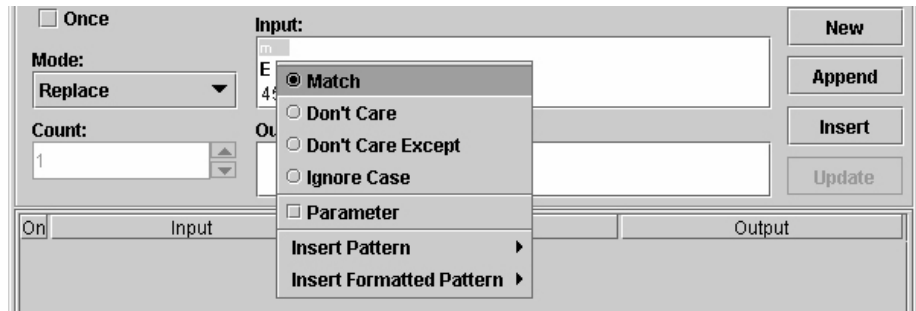 Once
Input:
New
m
Mode:
E
Match
Append
Replace
45
Don't Care
Count:
Ou
Don't Care Except
Insert
1
Ignore Case
Update
Parameter
On Input Output
Insert Pattern
Insert Formatted Pattern